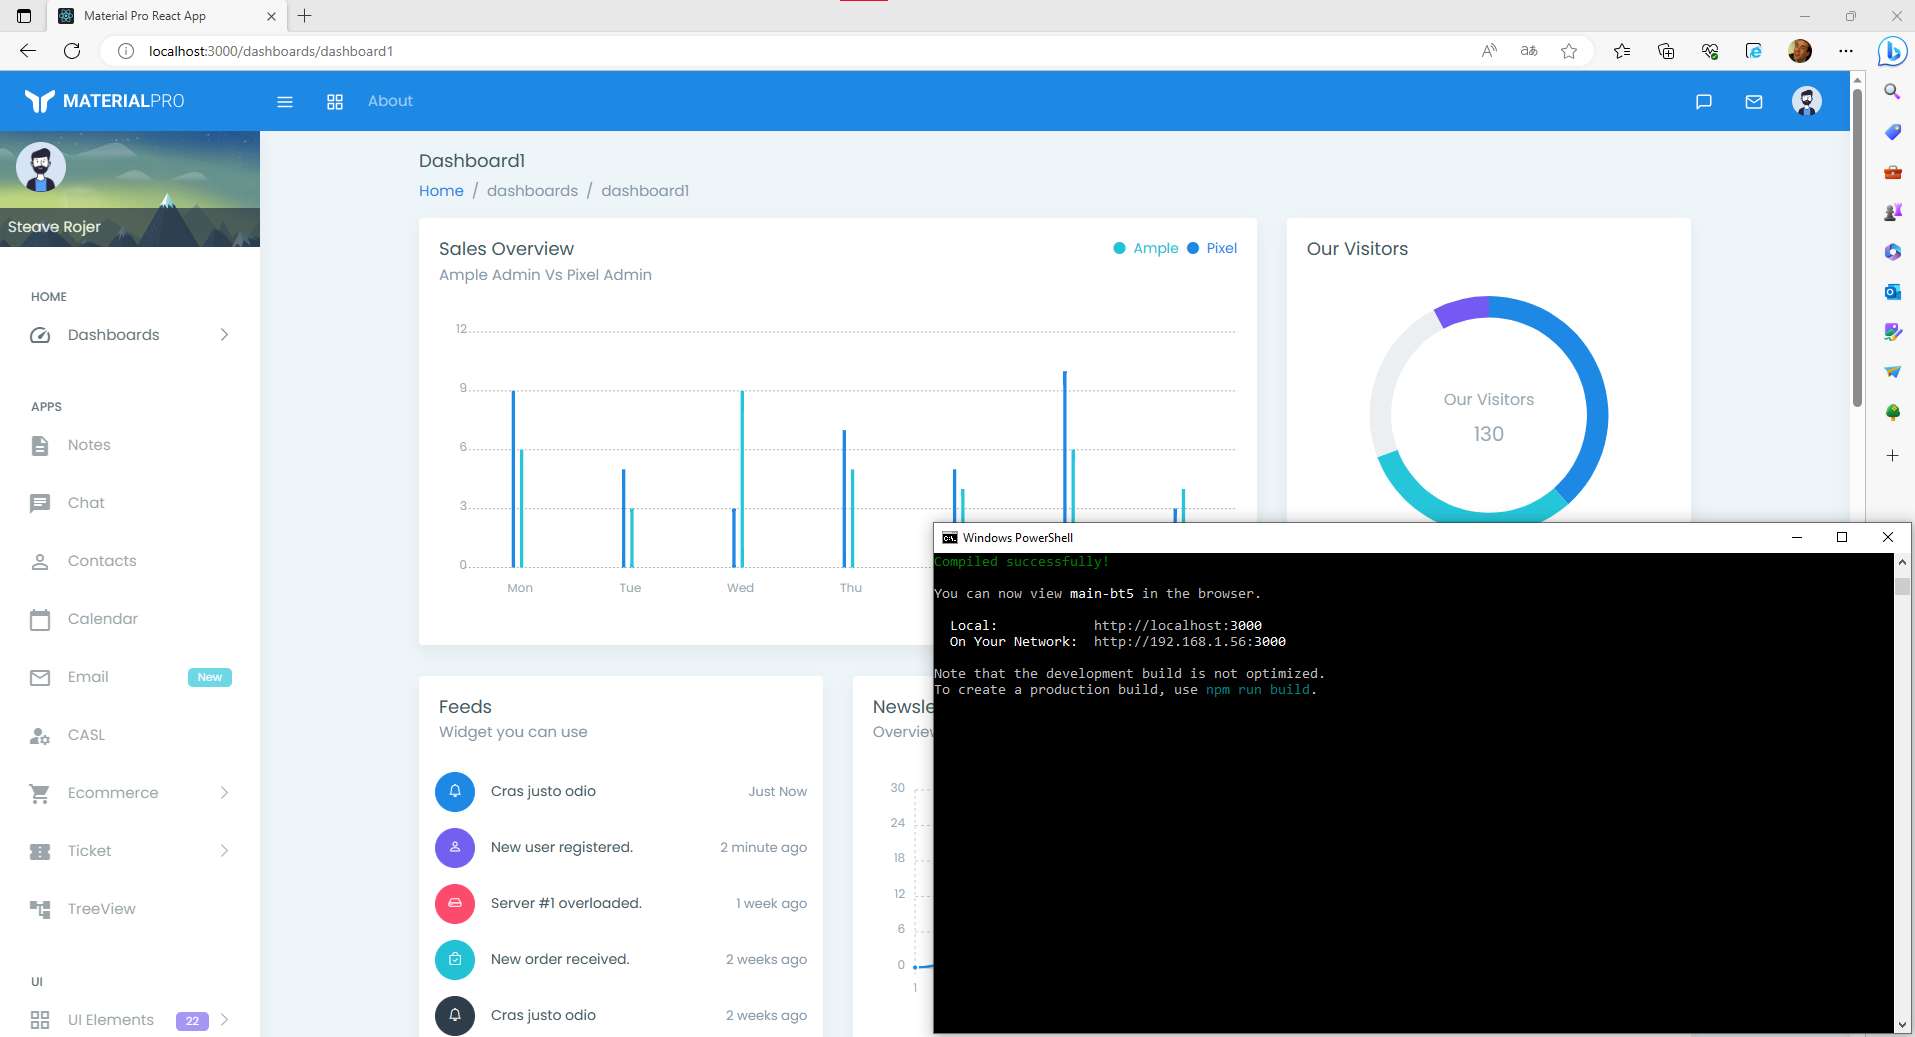 Material Pro React App
localhost:3000/dashboards/dashboard1
MATERIALPRO
About
Steave Rojer
HOME
Dashboards
APPS
Notes
Chat
Contacts
Calendar
Email New
CASL
Ecommerce
Ticket
TreeView
UI
UI Elements 22
Dashboard1
Home / dashboards / dashboard1
Sales Overview
Ample Pixel
Ample Admin Vs Pixel Admin
12
9
6
3
0
Mon Tue Wed Thu
Our Visitors
Our Visitors
130
Feeds
Widget you can use
Cras justo odio Just Now
New user registered. 2 minute ago
Server #1 overloaded. 1 week ago
New order received. 2 weeks ago
Cras justo odio 2 weeks ago
Newsle
Overview
30
24
18
12
6
0
1
Windows PowerShell
Compiled successfully!
You can now view main-bt5 in the browser.
Local: http://localhost:3000
On Your Network: http://192.168.1.56:3000
Note that the development build is not optimized.
To create a production build, use npm run build.